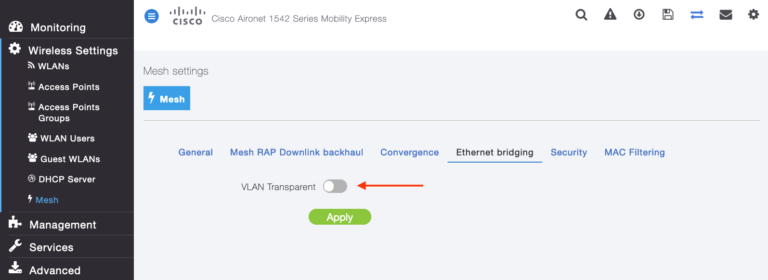 Monitoring
Wireless Settings
WLANs
Access Points
Access Points
Groups
WLAN Users
Guest WLANs
DHCP Server
Mesh
Management
Services
Advanced
CISCO
Cisco Aironet 1542 Series Mobility Express
Mesh settings
Mesh
General Mesh RAP Downlink backhaul Convergence Ethernet bridging Security MAC Filtering
VLAN Transparent
Apply